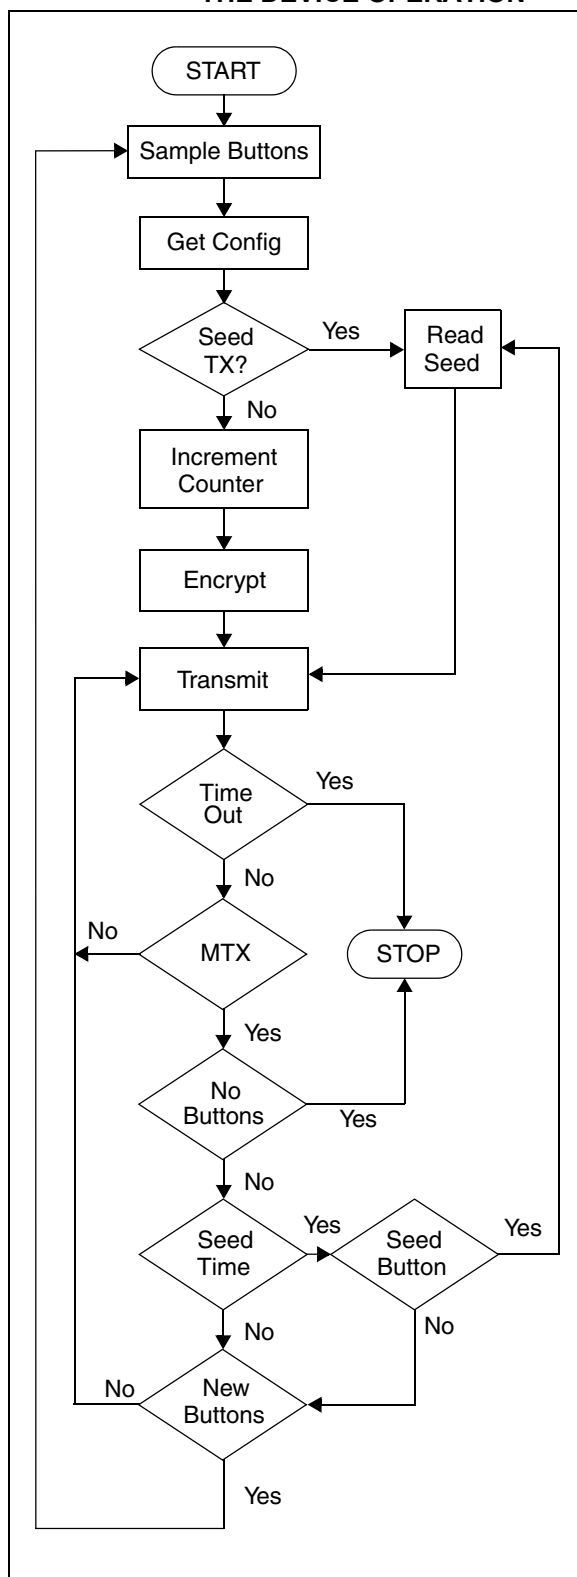 THE DEVICE OPERATION
START
Sample Buttons
Get Config
Seed
TX?
Yes
Read
Seed
No
Increment
Counter
Encrypt
Transmit
Time
Out
Yes
No
No
MTX
STOP
Yes
No
Buttons
Yes
No
Seed
Time
Yes
Seed
Button
Yes
No
No
No
New
Buttons
Yes